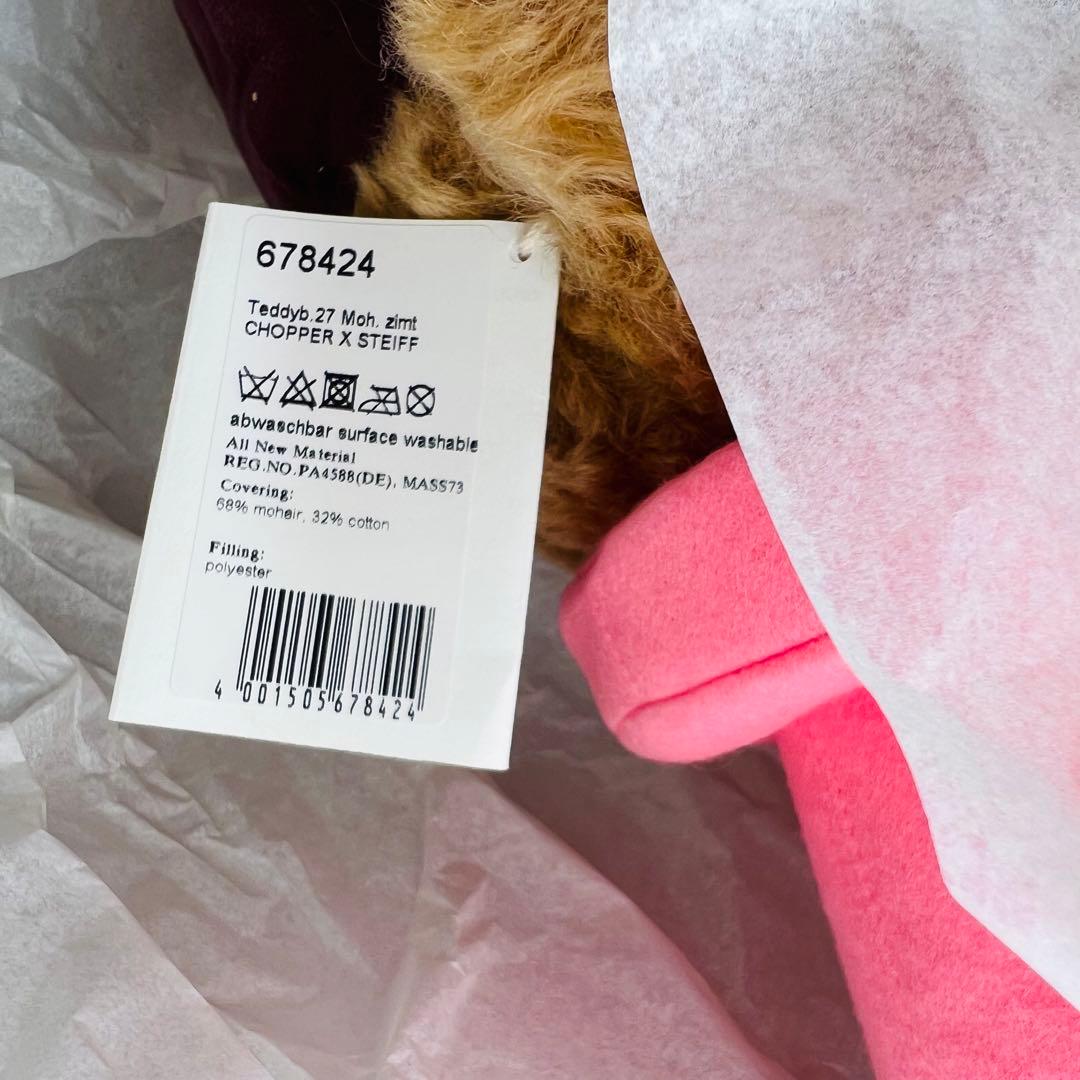 678424
Teddyb.27 Moh. zimt
CHOPPER X STEIFF
abwaschbar surface washable
All New Material
REG.NO.PA4588(DE), MASS73
Covering:
68% mohair, 32% cotton
Filling:
polyester
4 001505 678424